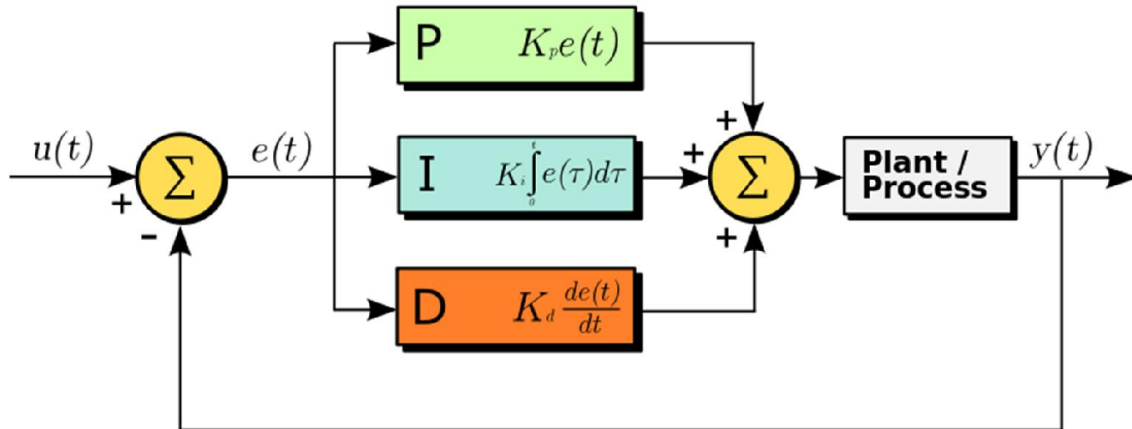 P K_p e(t)
u(t)
+
−
Σ
e(t)
I K_i ∫_0^t e(τ)dτ
D K_d de(t)/dt
+
+
+
Σ
Plant /
Process
y(t)